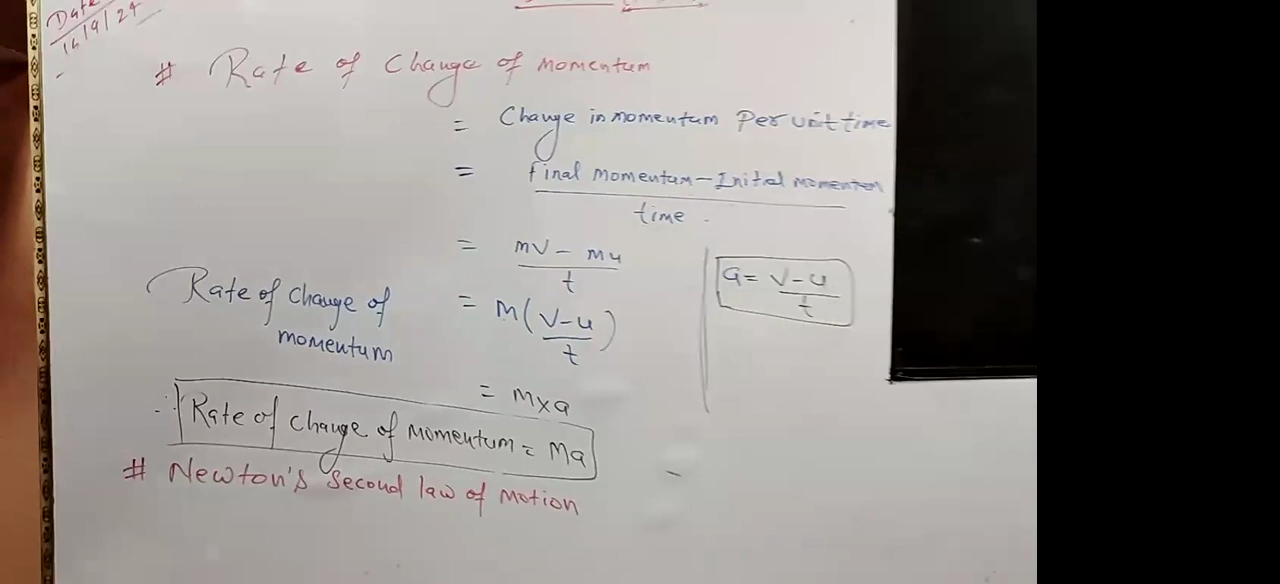 Date
16/9/24
# Rate of Change of momentum
= Change in momentum Per unit time
= Final momentum - Initial momentum
time.
= mv - mu
t
Rate of Change of momentum = m(v-u
t)
a = v-u
t
= m×a
∴ Rate of change of momentum = Ma
# Newton's second law of motion